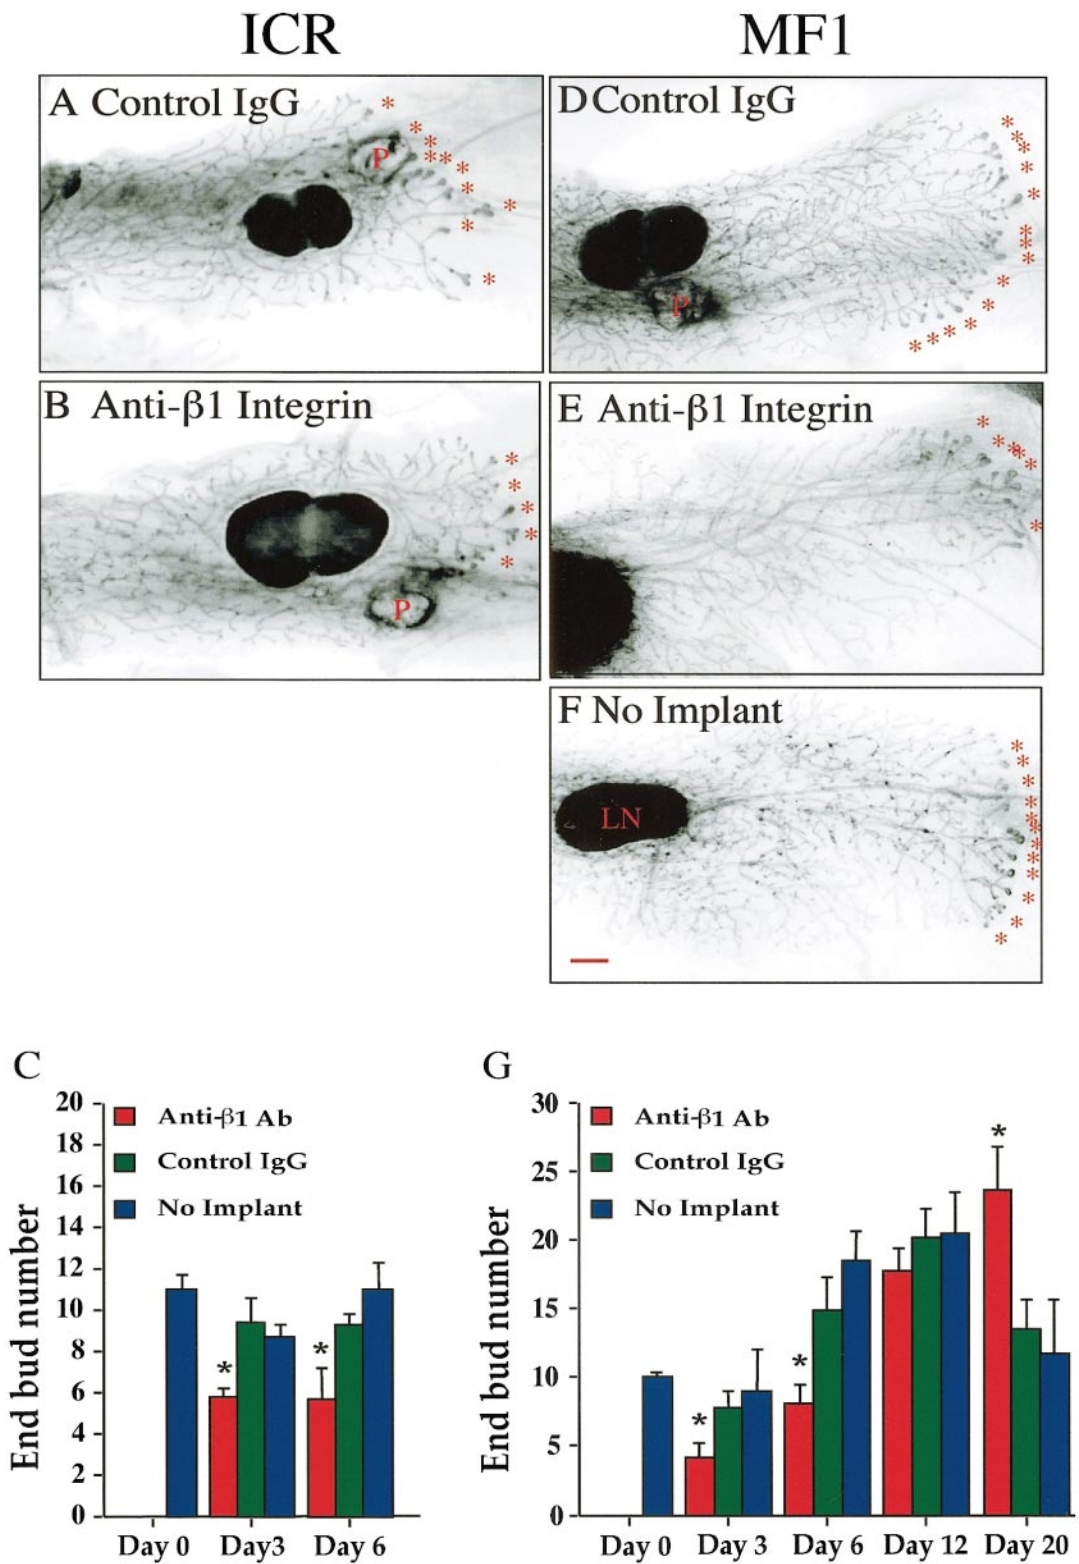 ICR
MF1
A Control IgG
P
D Control IgG
P
B Anti-β1 Integrin
P
E Anti-β1 Integrin
F No Implant
LN
C
20
18
16
14
12
10
8
6
4
2
0
End bud number
Anti-β1 Ab
Control IgG
No Implant
*
*
Day 0
Day3
Day 6
G
30
25
20
15
10
5
0
End bud number
Anti-β1 Ab
Control IgG
No Implant
*
*
*
Day 0
Day 3
Day 6
Day 12
Day 20